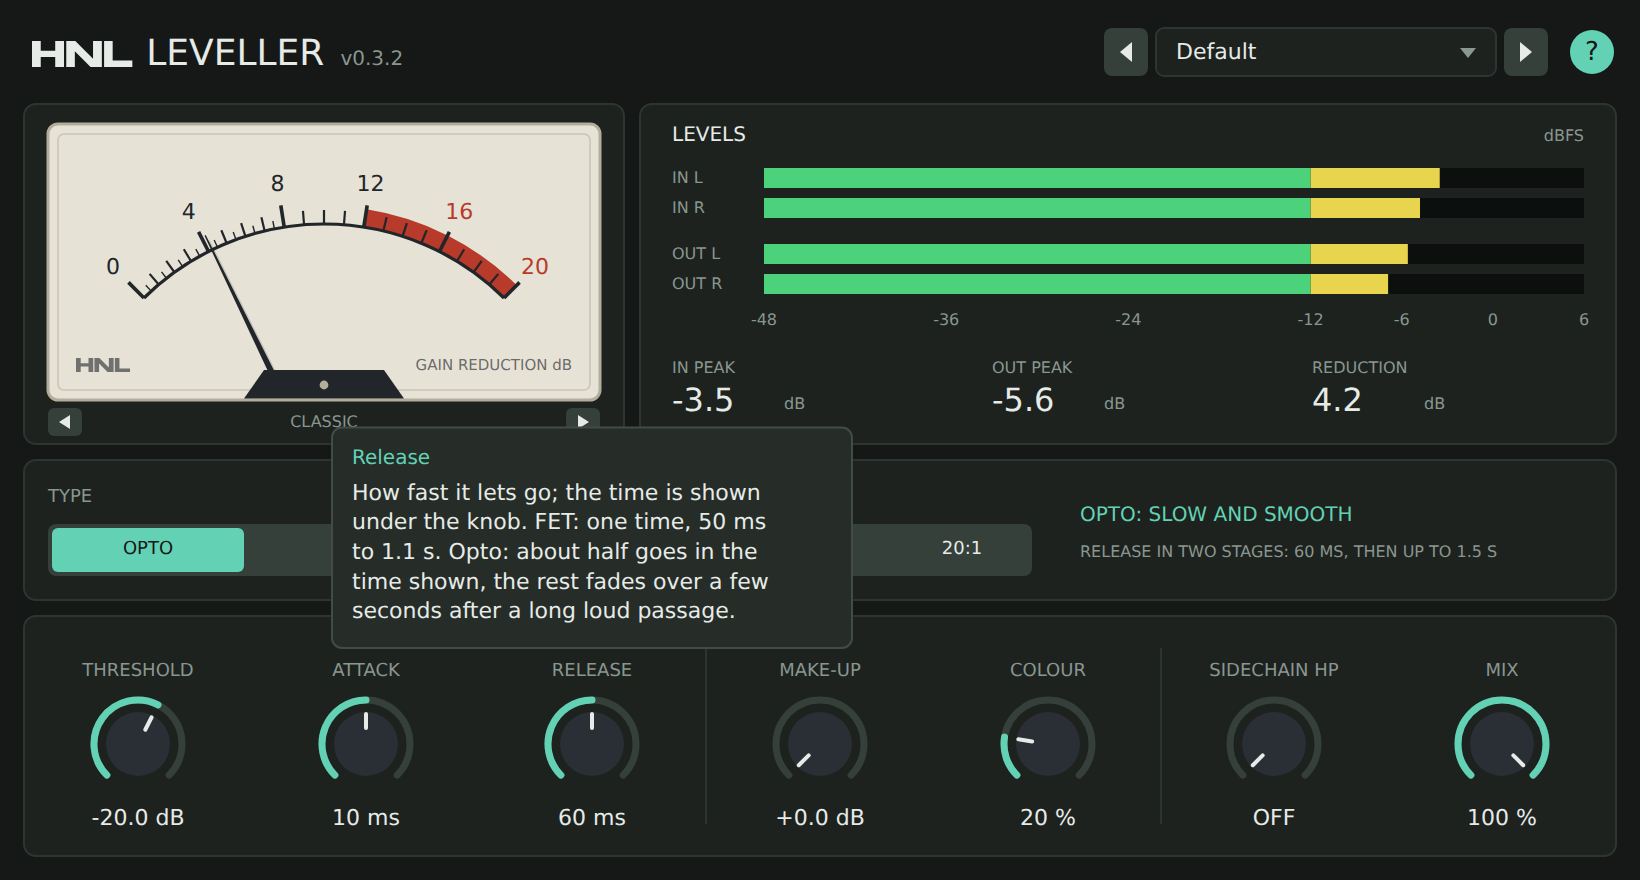 HNL LEVELLER v0.3.2
Default
?
0
4
8
12
16
20
HNL
GAIN REDUCTION dB
CLASSIC
LEVELS
dBFS
IN L
IN R
OUT L
OUT R
-48 -36 -24 -12 -6 0 6
IN PEAK
-3.5 dB
OUT PEAK
-5.6 dB
REDUCTION
4.2 dB
Release
How fast it lets go; the time is shown
under the knob. FET: one time, 50 ms
to 1.1 s. Opto: about half goes in the
time shown, the rest fades over a few
seconds after a long loud passage.
TYPE
OPTO
20:1
OPTO: SLOW AND SMOOTH
RELEASE IN TWO STAGES: 60 MS, THEN UP TO 1.5 S
THRESHOLD
-20.0 dB
ATTACK
10 ms
RELEASE
60 ms
MAKE-UP
+0.0 dB
COLOUR
20 %
SIDECHAIN HP
OFF
MIX
100 %